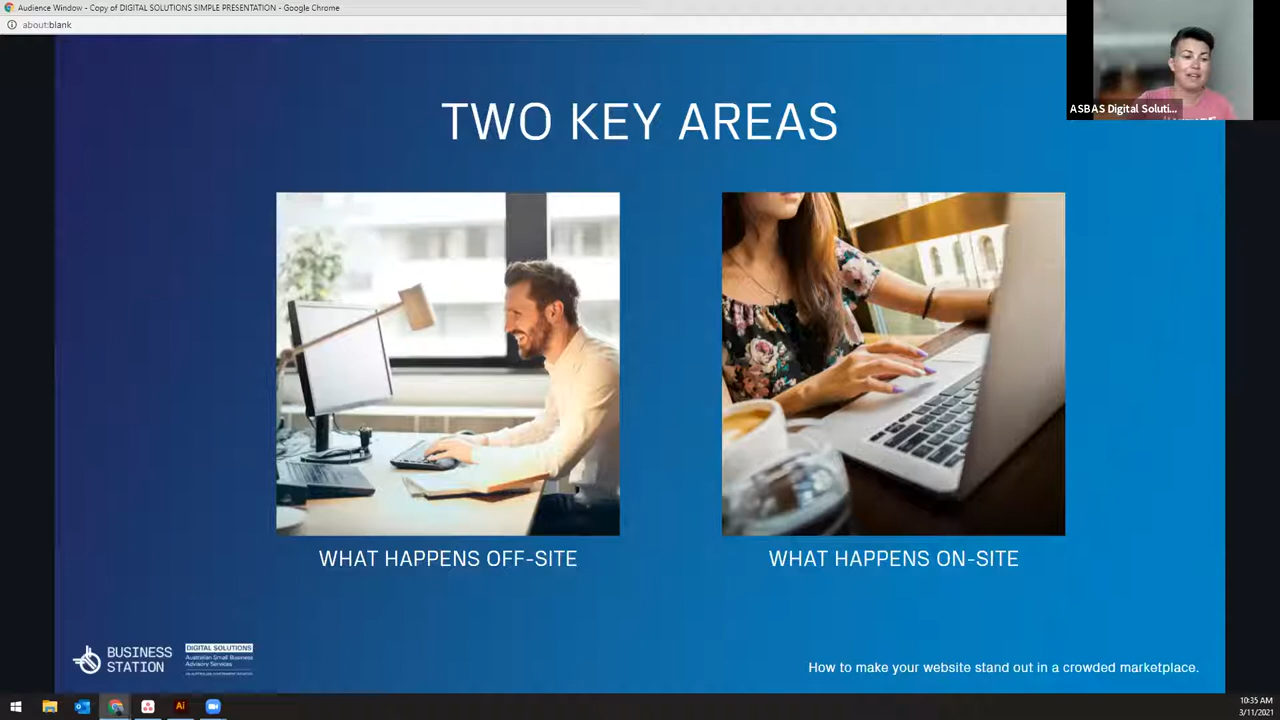 Audience Window - Copy of DIGITAL SOLUTIONS SIMPLE PRESENTATION - Google Chrome
about:blank
ASBAS Digital Soluti...
TWO KEY AREAS
WHAT HAPPENS OFF-SITE
WHAT HAPPENS ON-SITE
BUSINESS
STATION
DIGITAL SOLUTIONS
Australian Small Business
Advisory Services
How to make your website stand out in a crowded marketplace.
Ai
10:35 AM
3/11/2021